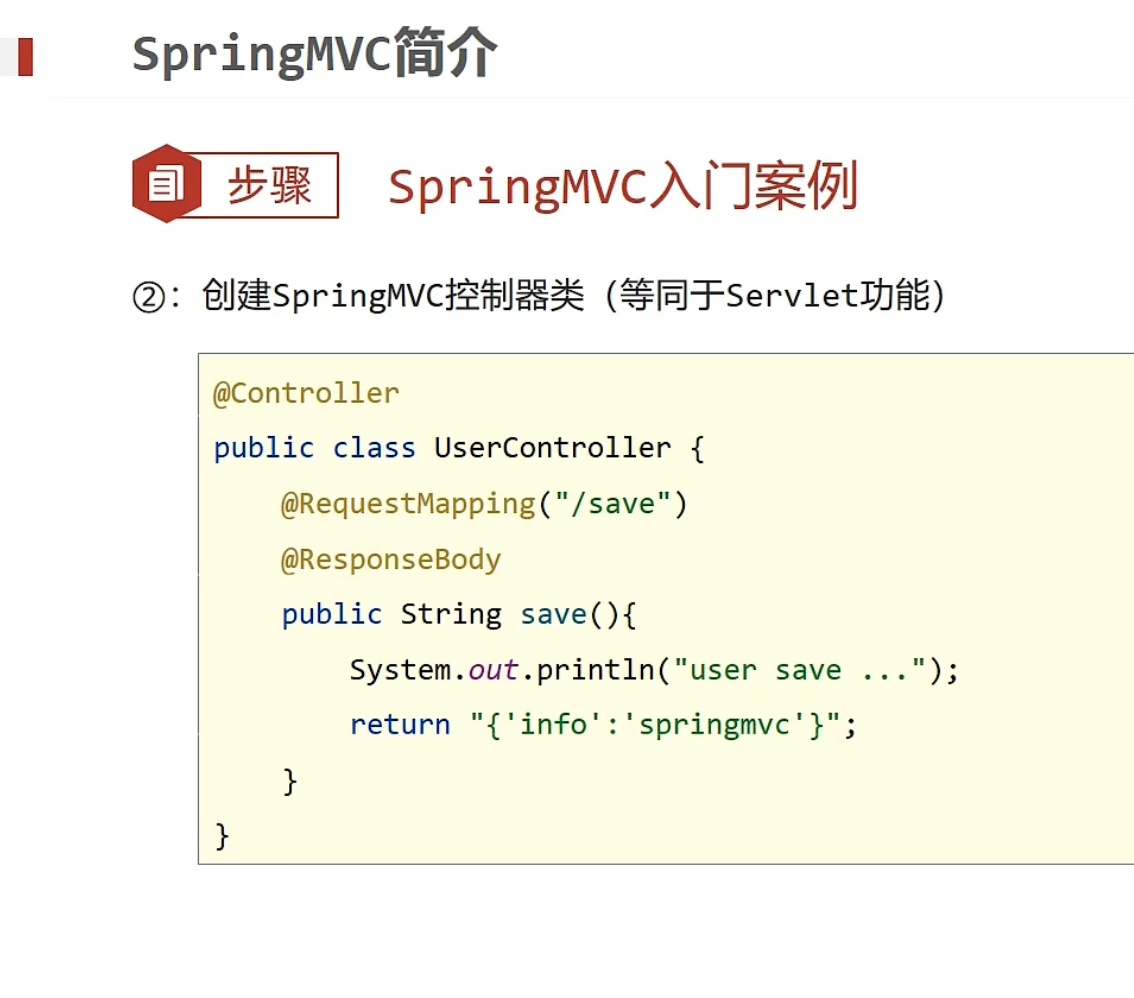 SpringMVC简介
步骤 SpringMVC入门案例
②：创建SpringMVC控制器类（等同于Servlet功能）
@Controller
public class UserController {
    @RequestMapping("/save")
    @ResponseBody
    public String save(){
        System.out.println("user save ...");
        return "{'info':'springmvc'}";
    }
}